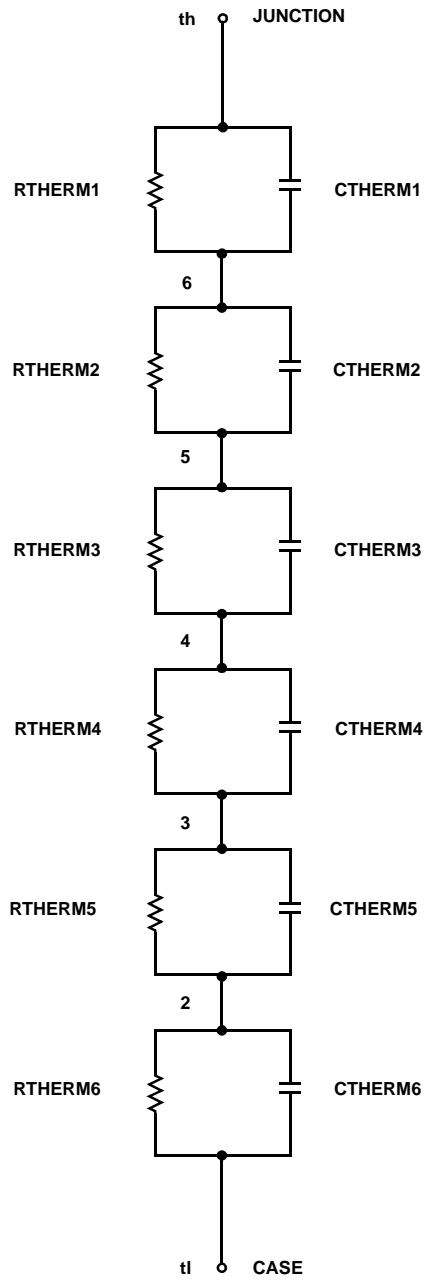 th JUNCTION
RTHERM1 CTHERM1
6
RTHERM2 CTHERM2
5
RTHERM3 CTHERM3
4
RTHERM4 CTHERM4
3
RTHERM5 CTHERM5
2
RTHERM6 CTHERM6
tl CASE